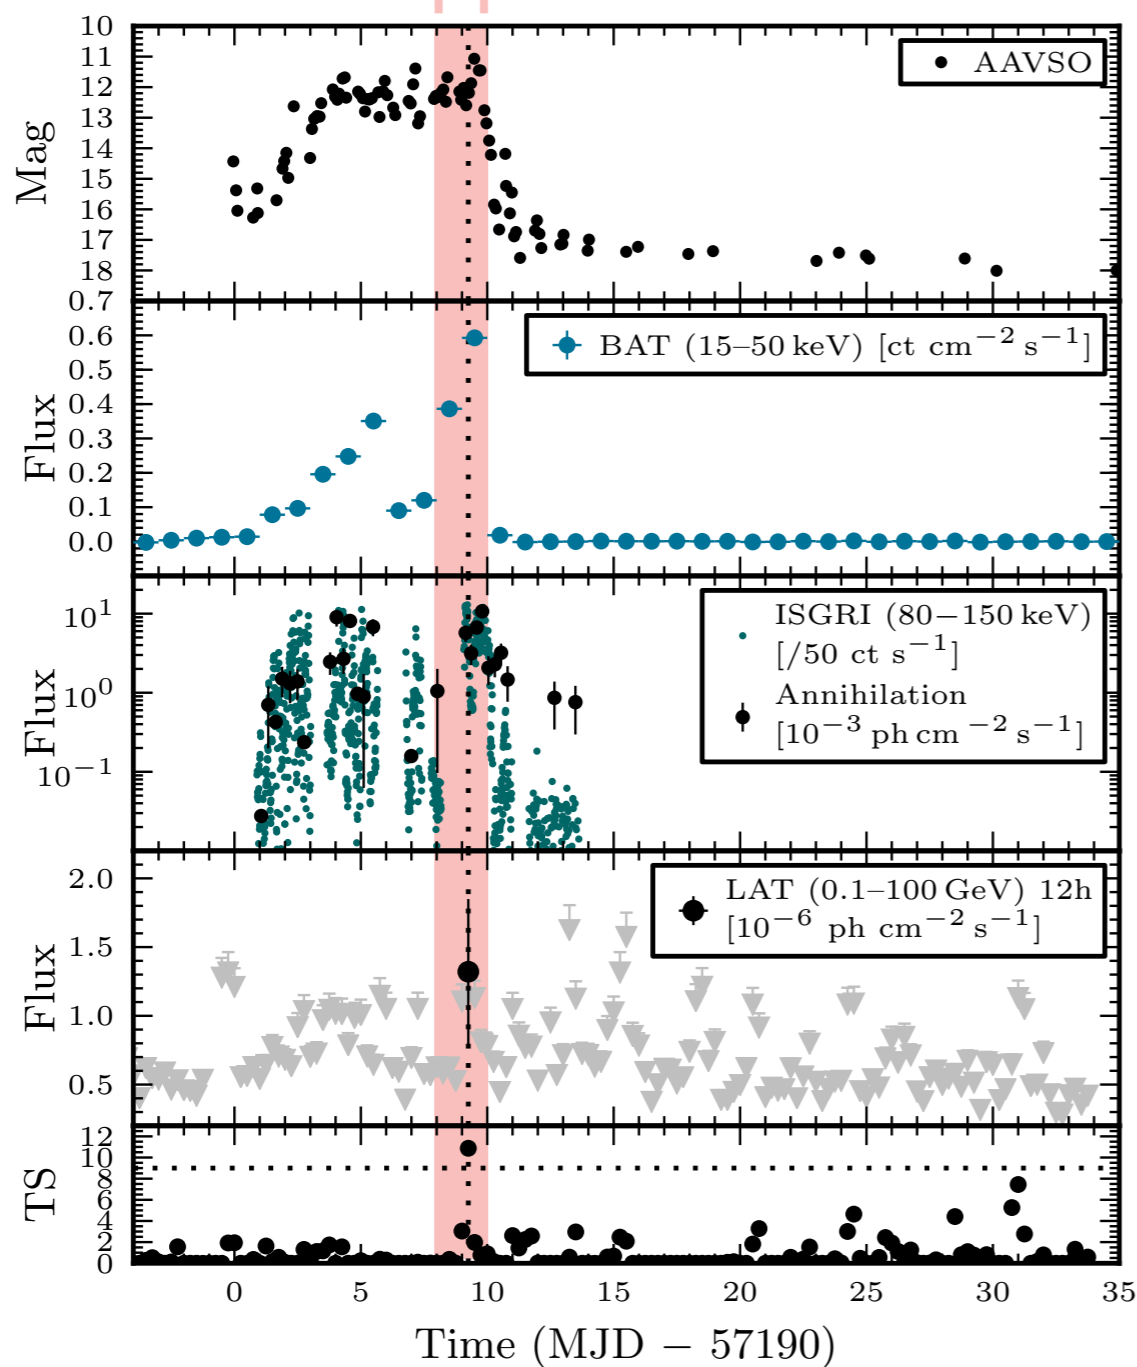 10
11
12
13
14
15
16
17
18
Mag
AAVSO
0.7
0.6
0.5
0.4
0.3
0.2
0.1
0.0
Flux
BAT (15–50 keV) [ct cm⁻² s⁻¹]
10¹
10⁰
10⁻¹
Flux
ISGRI (80−150 keV)
[/50 ct s⁻¹]
Annihilation
[10⁻³ ph cm⁻² s⁻¹]
2.0
1.5
1.0
0.5
Flux
LAT (0.1–100 GeV) 12h
[10⁻⁶ ph cm⁻² s⁻¹]
12
10
8
6
4
2
0
TS
0 5 10 15 20 25 30 35
Time (MJD − 57190)